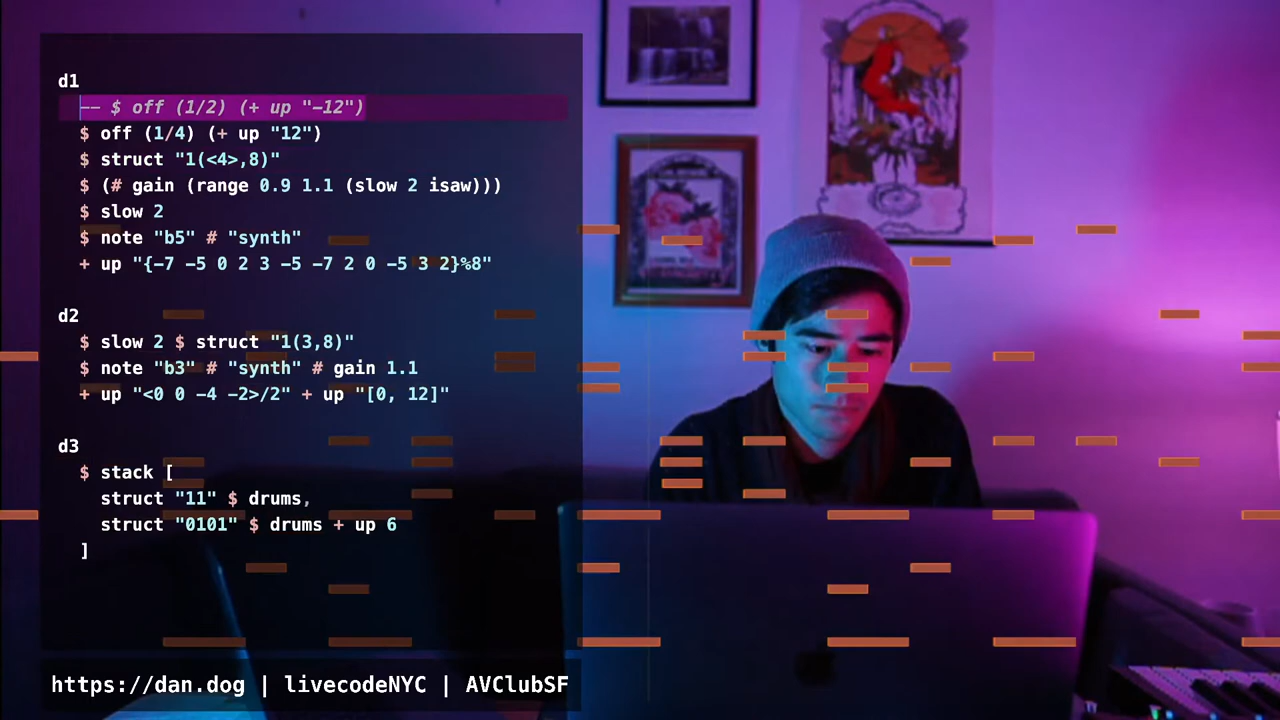 d1
-- $ off (1/2) (+ up "-12")
$ off (1/4) (+ up "12")
$ struct "1(<4>,8)"
$ (# gain (range 0.9 1.1 (slow 2 isaw)))
$ slow 2
$ note "b5" # "synth"
+ up "{-7 -5 0 2 3 -5 -7 2 0 -5 3 2}%8"
d2
$ slow 2 $ struct "1(3,8)"
$ note "b3" # "synth" # gain 1.1
+ up "<0 0 -4 -2>/2" + up "[0, 12]"
d3
$ stack [
struct "11" $ drums,
struct "0101" $ drums + up 6
]
https://dan.dog | livecodeNYC | AVClubSF